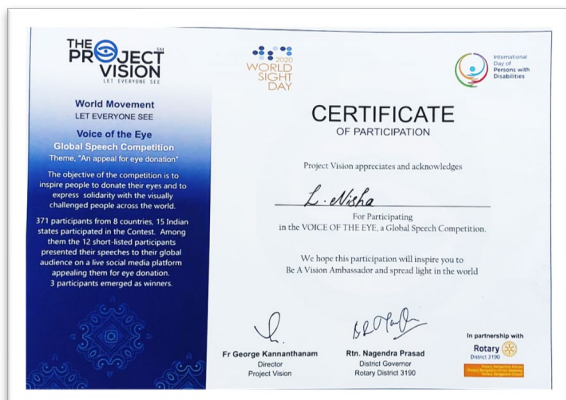 THE
PROJECT
VISION
LET EVERYONE SEE
World Movement
LET EVERYONE SEE
Voice of the Eye
Global Speech Competition
Theme, "An appeal for eye donation"
The objective of the competition is to
inspire people to donate their eyes and to
express solidarity with the visually
challenged people across the world.
371 participants from 8 countries, 15 Indian
states participated in the Contest. Among
them the 12 short-listed participants
presented their speeches to their global
audience on a live social media platform
appealing them for eye donation.
3 participants emerged as winners.
2020
WORLD
SIGHT
DAY
International
Day of
Persons with
Disabilities
CERTIFICATE
OF PARTICIPATION
Project Vision appreciates and acknowledges
L. Nisha
For Participating
in the VOICE OF THE EYE, a Global Speech Competition.
We hope this participation will inspire you to
Be A Vision Ambassador and spread light in the world
Fr George Kannanthanam
Director
Project Vision
Rtn. Nagendra Prasad
District Governor
Rotary District 3190
In partnership with
Rotary
District 3190